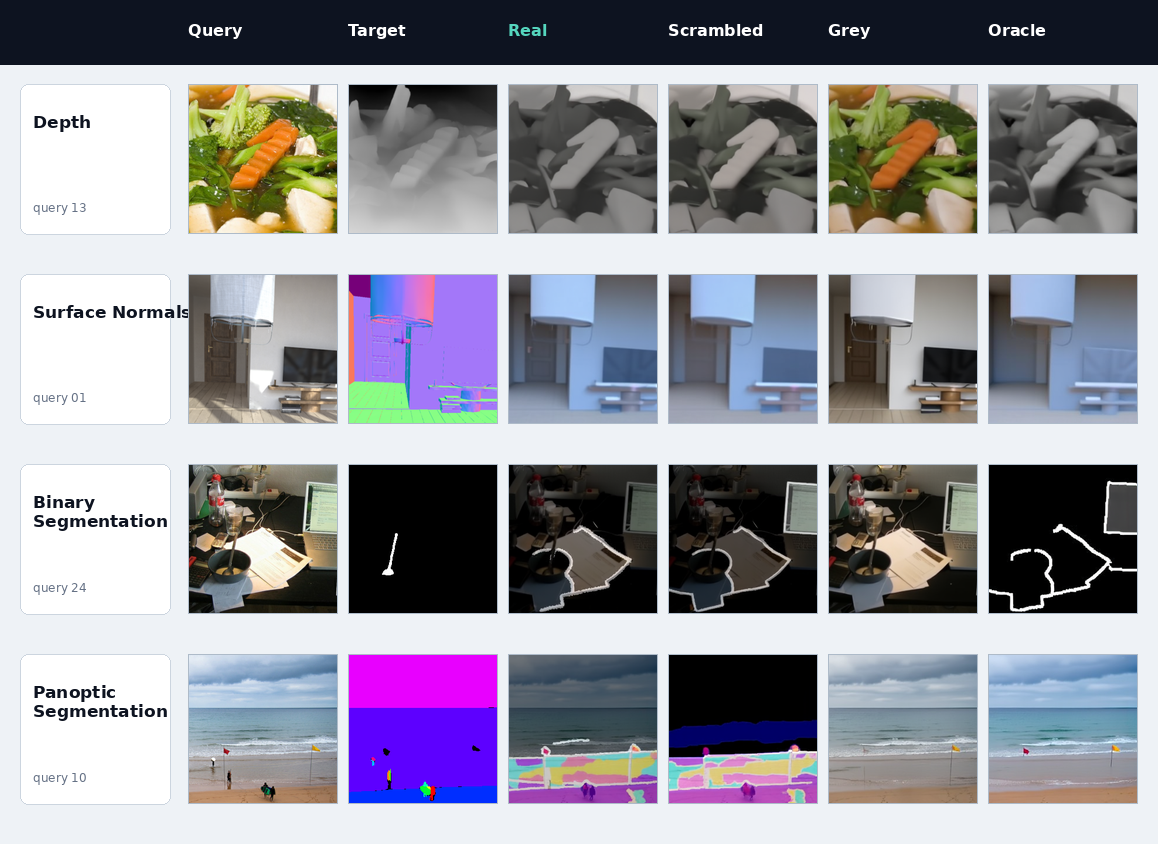 Query Target Real Scrambled Grey Oracle
Depth
query 13
Surface Normals
query 01
Binary
Segmentation
query 24
Panoptic
Segmentation
query 10